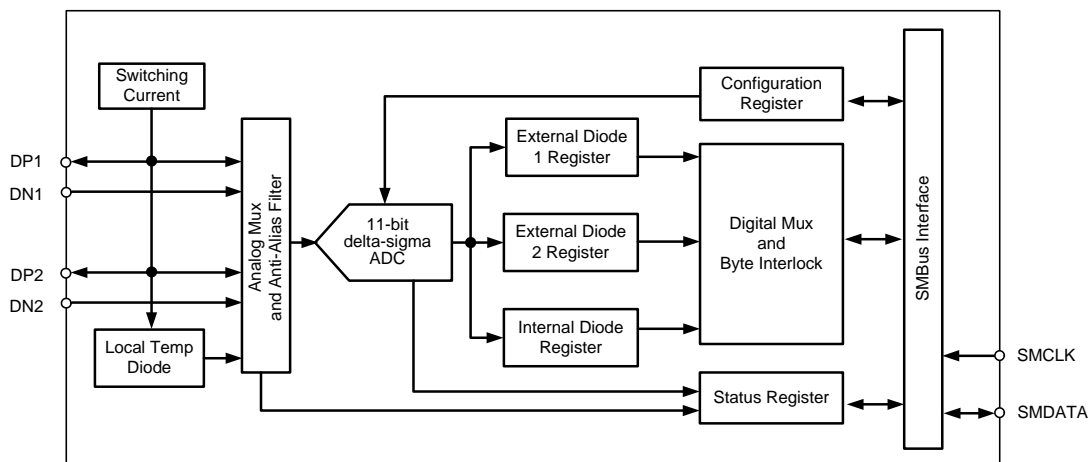 Switching
Current
DP1
DN1
DP2
DN2
Local Temp
Diode
Analog Mux
and Anti-Alias Filter
11-bit
delta-sigma
ADC
Configuration
Register
External Diode
1 Register
External Diode
2 Register
Internal Diode
Register
Digital Mux
and
Byte Interlock
Status Register
SMBus Interface
SMCLK
SMDATA